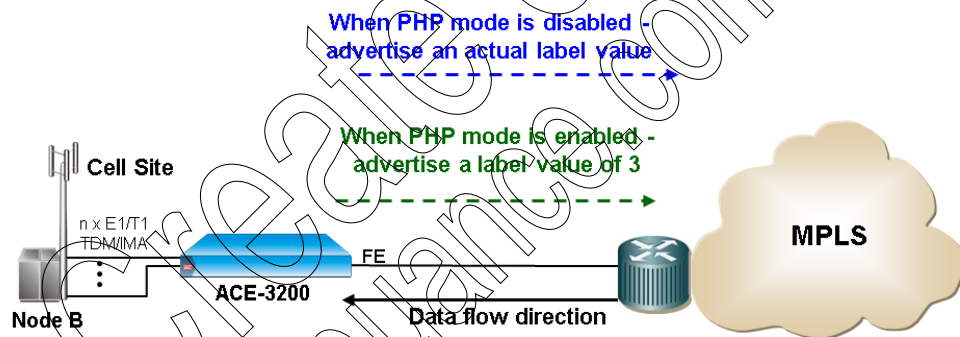 When PHP mode is disabled -
advertise an actual label value
When PHP mode is enabled -
advertise a label value of 3
Cell Site
n x E1/T1
TDM/IMA
FE
MPLS
ACE-3200
Node B
Data flow direction